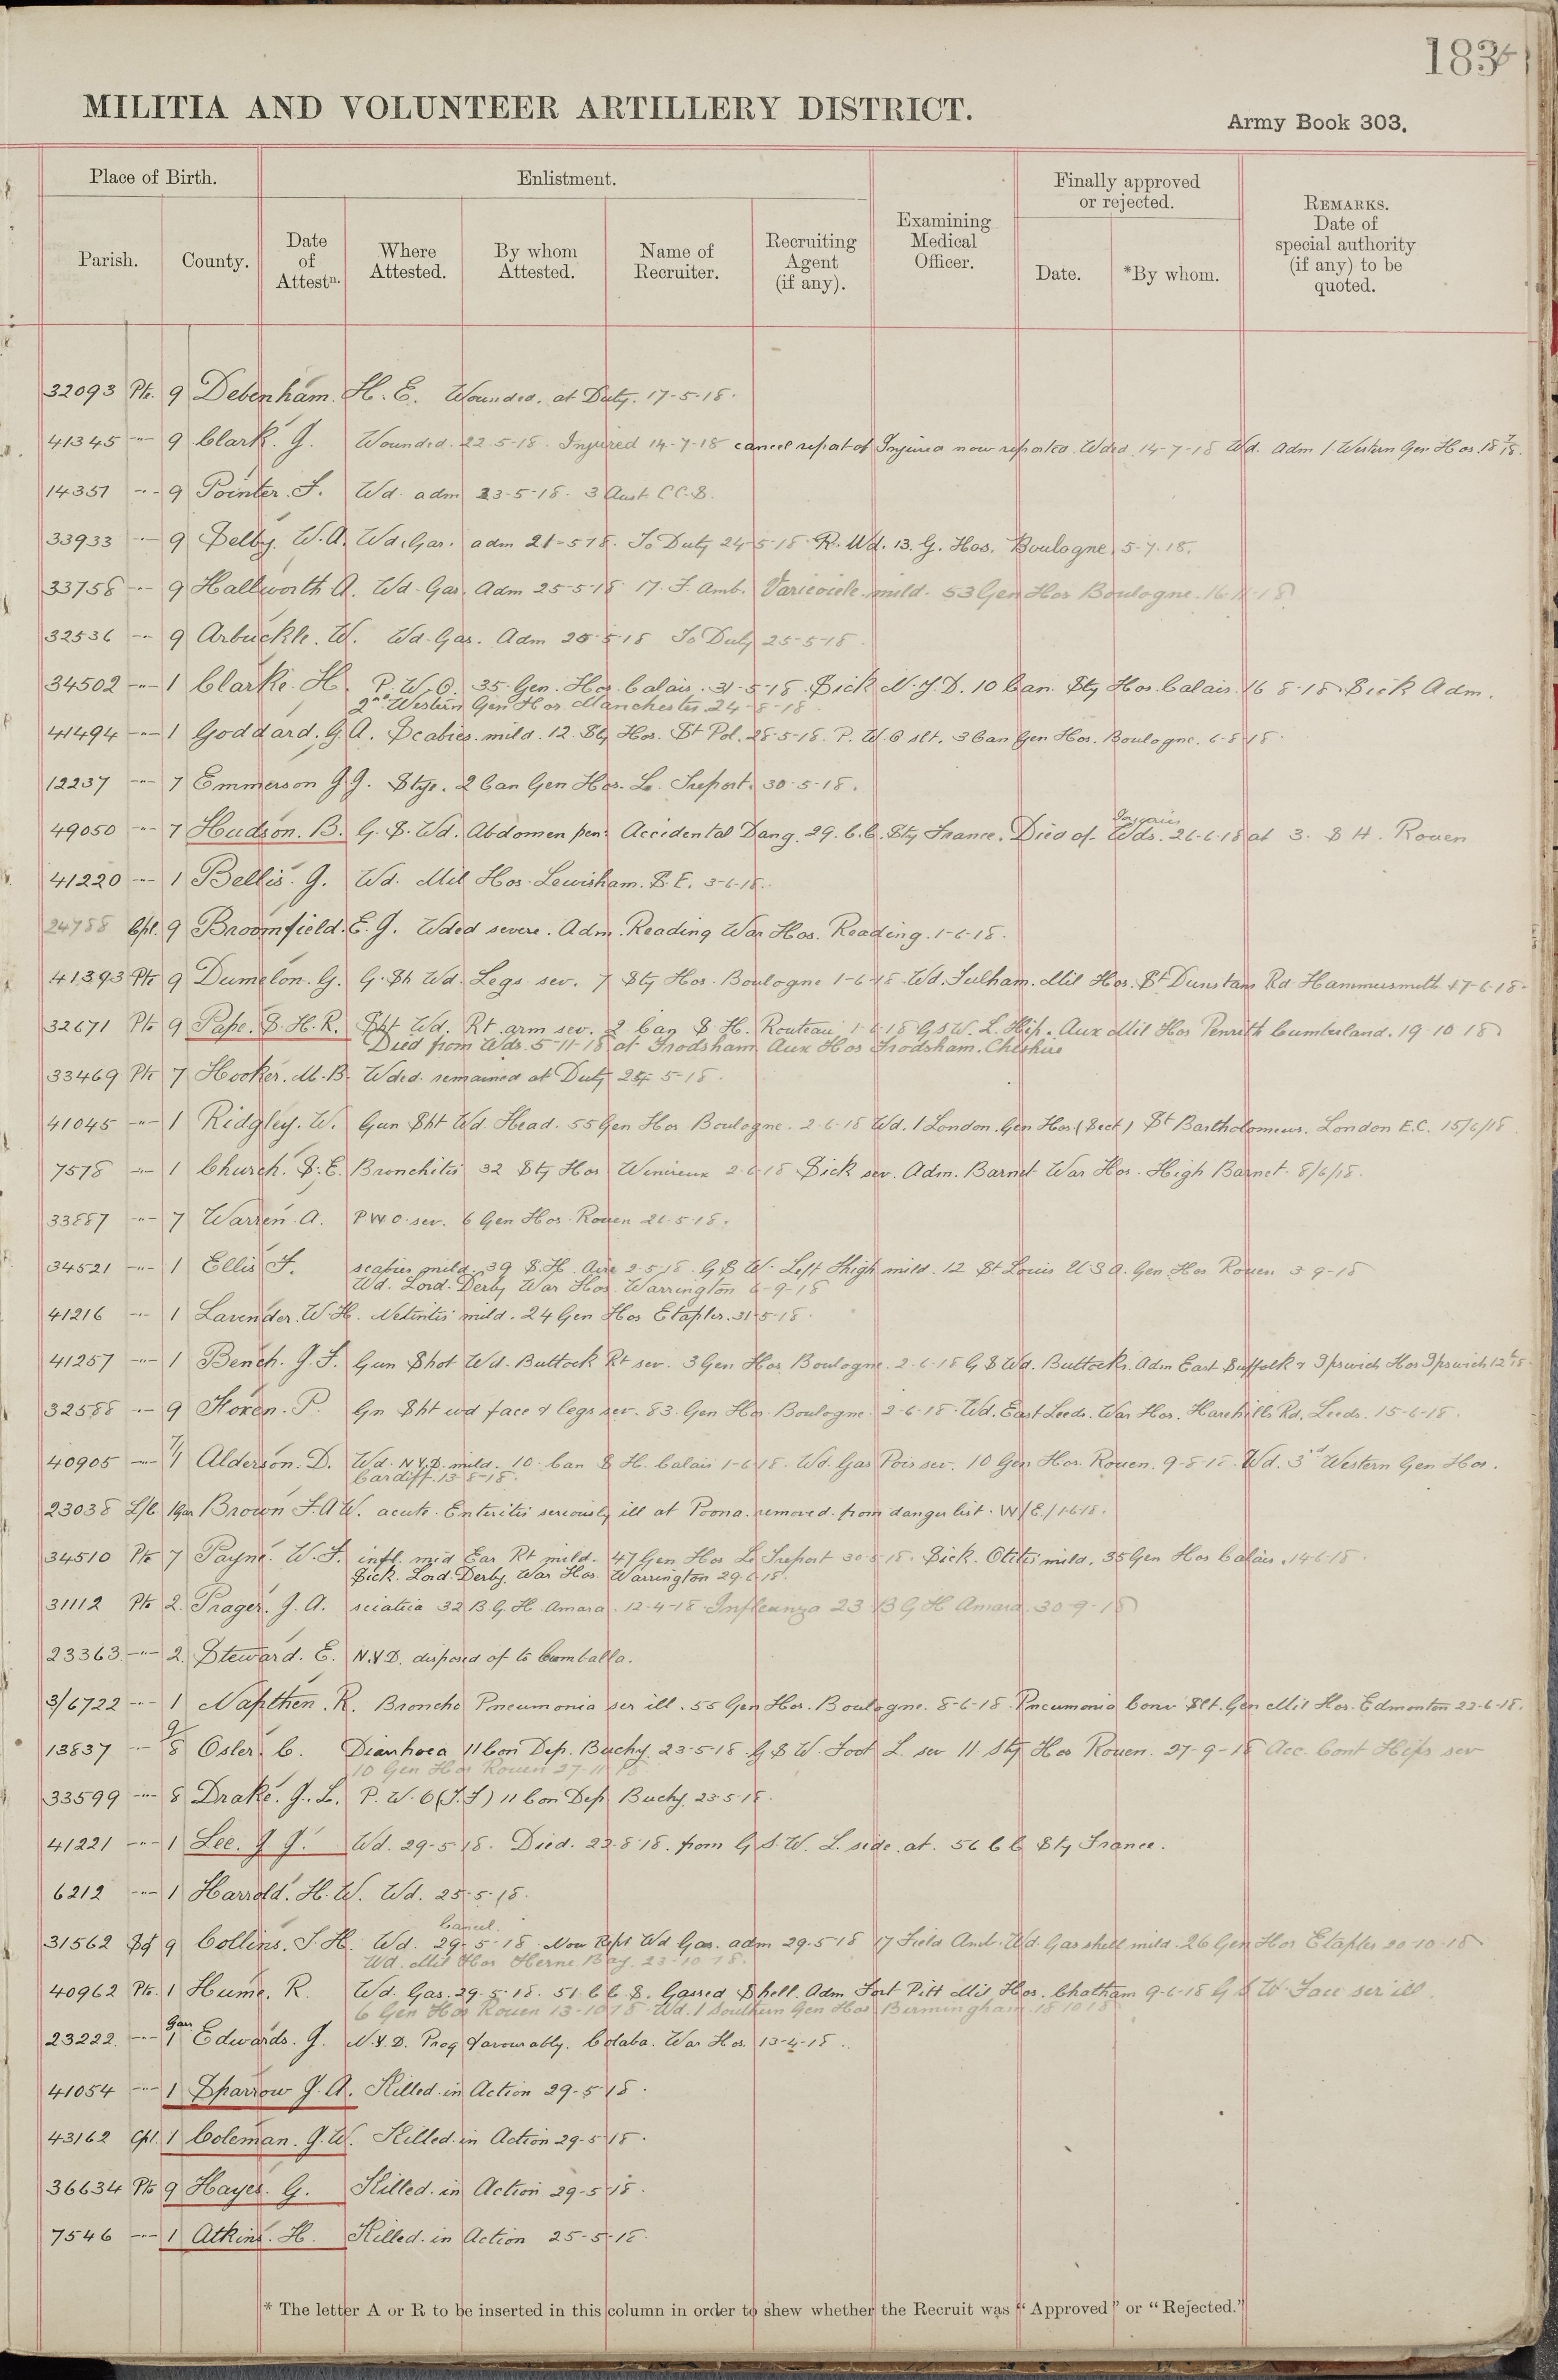 183
MILITIA AND VOLUNTEER ARTILLERY DISTRICT.
Army Book 303.
Place of Birth.
Enlistment.
Finally approved
or rejected.
REMARKS.
Date of
special authority
(if any) to be
quoted.
Parish.
County.
Date
of
Attestn.
Where
Attested.
By whom
Attested.
Name of
Recruiter.
Recruiting
Agent
(if any).
Examining
Medical
Officer.
Date.
*By whom.
32093 Pte. 9 Debenham. H. E. Wounded. at Duty. 17-5-18.
41345 -"- 9 Clark. G. Wounded. 22-5-18. Injured 14-7-18 cancel report of Injured now reported Wded. 14-7-18 Wd. Adm 1 Western Gen Hos. 18 7/18.
14351 -"- 9 Pointer. F. Wd. adm 23-5-18. 3 Aust. C.C.S.
33933 -"- 9 Selby. W. A. Wd. Gas. adm 21-5-18. To Duty 24-5-18 R. Wd. 13. G. Hos. Boulogne. 5-7-18.
33758 -"- 9 Hallworth A. Wd. Gas. Adm 25-5-18 17. F. Amb. Varicocele. mild. 53 Gen Hos Boulogne. 16-11-18
32536 -"- 9 Arbuckle. W. Wd. Gas. Adm 25-5-18 To Duty 25-5-18.
34502 -"- 1 Clarke. H. P. U. O. 35 Gen. Hos. Calais. 31-5-18. Sick N. Y. D. 10 Can. Sty Hos. Calais. 16 8-18 Sick Adm.
2nd Western Gen Hos. Manchester. 24-8-18
41494 -"- 1 Goddard. G. A. Scabies. mild. 12. Sty Hos. St Pol. 28-5-18. P. U. O slt. 3 Can Gen Hos. Boulogne. 6-8-18.
12237 -"- 7 Emmerson J. G. Stye. 2 Can Gen Hos. Le. Treport. 30-5-18.
49050 -"- 7 Hudson. B. G. S. Wd. Abdomen pen: Accidental Dang. 29. C. C. Sty France. Died of Wds. 26-6-18 at 3. S H. Rouen
41220 -"- 1 Bellis. G. Wd. Mil Hos. Lewisham. S. E. 3-6-18.
24788 Cpl. 9 Broomfield. E. G. Wded severe. Adm. Reading War Hos. Reading. 1-6-18.
41393 Pte 9 Dumelon. G. G. Sh Wd. Legs sev. 7 Sty Hos. Boulogne 1-6-18. Wd. Fulham. Mil Hos. St Dunstans Rd Hammersmith 17-6-18.
32671 Pte 9 Pape. S. H. R. Sht Wd. Rt arm sev. 2 Can S. H. 1-6-18 G.S.W. L. Hip. Aux Mil Hos Penrith Cumberland. 19-10-18
Died from Wds. 5-11-18 at Frodsham. Aux Hos Frodsham. Cheshire
33469 Pte 7 Hooker. M. B. Wded. remained at Duty 24 5-18.
41045 -"- 1 Ridgley. W. Gun Sht Wd. Head. 55 Gen Hos Boulogne. 2-6-18 Wd. 1 London. Gen Hos. (Sect) St Bartholomews. London E.C. 15/6/18
7578 -"- 1 Church. S. E. Bronchitis 32 Sty Hos Wimereux 2-6-18 Sick sev. Adm. Barnet War Hos. High Barnet. 8/6/18.
33887 -"- 7 Warren. A. P U O. sev. 6 Gen Hos. Rouen 21-5-18.
34521 -"- 1 Ellis F. scabies mild. 39 S. H. Aire 2-5-18. G S W. Left Thigh mild. 12 St Louis U S A. Gen. Hos Rouen 3-9-18
Wd. Lord. Derby War Hos. Warrington 6-9-18
41216 -"- 1 Lavender. W. H. mild. 24 Gen Hos Etaples. 31-5-18.
41257 -"- 1 Bench. G. F. Gun Shot Wd. Buttock Rt sev. 3 Gen Hos Boulogne. 2-6-18 G S Wd. Buttocks. Adm East Suffolk & Ipswich Hos Ipswich 12 6/18
32588 -"- 9 Hoxen. P. Gn Sht wd face & legs sev. 83. Gen Hos. Boulogne. 2-6-18. Wd. East Leeds. War Hos. Harehills Rd. Leeds. 15-6-18.
40905 -"- 7/1 Alderson. D. Wd. N Y D. mild. 10. Can S H. Calais 1-6-18. Wd. Gas Pois sev. 10 Gen Hos. Rouen. 9-8-18. Wd. 3rd Western Gen Hos.
Cardiff. 13-8-18.
23038 L/C 1 Gar Brown F. A W. acute. Enteritis seriously ill at Poona. removed. from danger list. W/E/1-6-18.
34510 Pte 7 Payne. W. F. infl. mid Ear Rt mild. 47 Gen Hos Le Treport 30-5-18. Sick. Otitis mild. 35 Gen Hos Calais. 14-6-18.
Sick. Lord. Derby. War Hos. Warrington 29-6-18.
31112 Pte 2. Prager. J. A. sciatica 32 B. G. H. Amara. 12-4-18 Influenza 23 B G H Amara. 30-9-18
23363 -"- 2. Steward. E. N.Y.D. disposed of to Cumballa.
3/6722 -"- 1 Napthen. R. Broncho Pneumonia ser ill. 55 Gen Hos. Boulogne. 8-6-18. Pneumonia Conv Slt. Gen Mil Hos. Edmonton 22-6-18.
13837 -"- 9/8 Osler. C. Diarrhoea 11 Con Dep. Buchy. 23-5-18 G S W. Foot L. sev 11 Sty Hos Rouen. 27-9-18 Acc. Cont Hips sev
10 Gen Hos Rouen 27-11-18
33599 -"- 8 Drake. J. L. P. U. O (T.F) 11 Con Dep Buchy. 23-5-18.
41221 -"- 1 Lee. J G. Wd. 29-5-18. Died. 22-8-18. from G. S. W. L. side. at. 56 C C Sty France.
6212 -"- 1 Harrold. H. W. Wd. 25-5-18.
Cancel.
31562 Sgt 9 Collins. S. H. Wd. 29-5-18. Now Rept Wd Gas. adm 29-5-18 17 Field Amb. Wd. Gas shell mild. 26 Gen Hos Etaples 20-10-18
Wd. Mil Hos Herne Bay. 23-10-18.
40962 Pte. 1 Hume. R. Wd. Gas. 29-5-18. 51. C C S. Gassed Shell. Adm Fort Pitt Mil Hos. Chatham 9-6-18 G S W. Face ser ill.
6 Gen Hos Rouen 13-10-18 Wd. 1 Southern Gen Hos Birmingham. 18 10 18
23222. -"- 1 Gar Edwards. G. N. Y. D. Prog favourably. Colaba. War Hos. 13-4-18.
41054 -"- 1 Sparrow J. A. Killed. in Action 29-5-18.
43162 Cpl. 1 Coleman. G. W. Killed. in Action 29-5-18.
36634 Pte 9 Hayes. G. Killed. in Action 29-5-18.
7546 -"- 1 Atkins. H. Killed. in Action 25-5-18.
* The letter A or R to be inserted in this column in order to shew whether the Recruit was "Approved" or "Rejected."